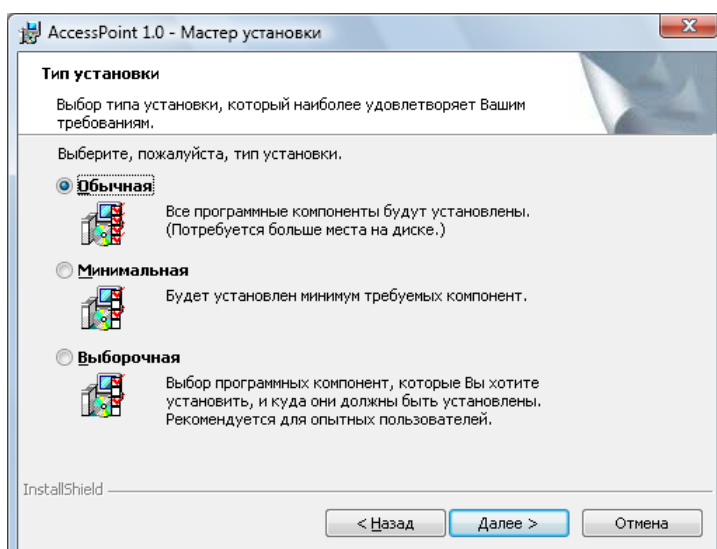 AccessPoint 1.0 - Мастер установки
Тип установки
Выбор типа установки, который наиболее удовлетворяет Вашим
требованиям.
Выберите, пожалуйста, тип установки.
Обычная
Все программные компоненты будут установлены.
(Потребуется больше места на диске.)
Минимальная
Будет установлен минимум требуемых компонент.
Выборочная
Выбор программных компонент, которые Вы хотите
установить, и куда они должны быть установлены.
Рекомендуется для опытных пользователей.
InstallShield
< Назад
Далее >
Отмена